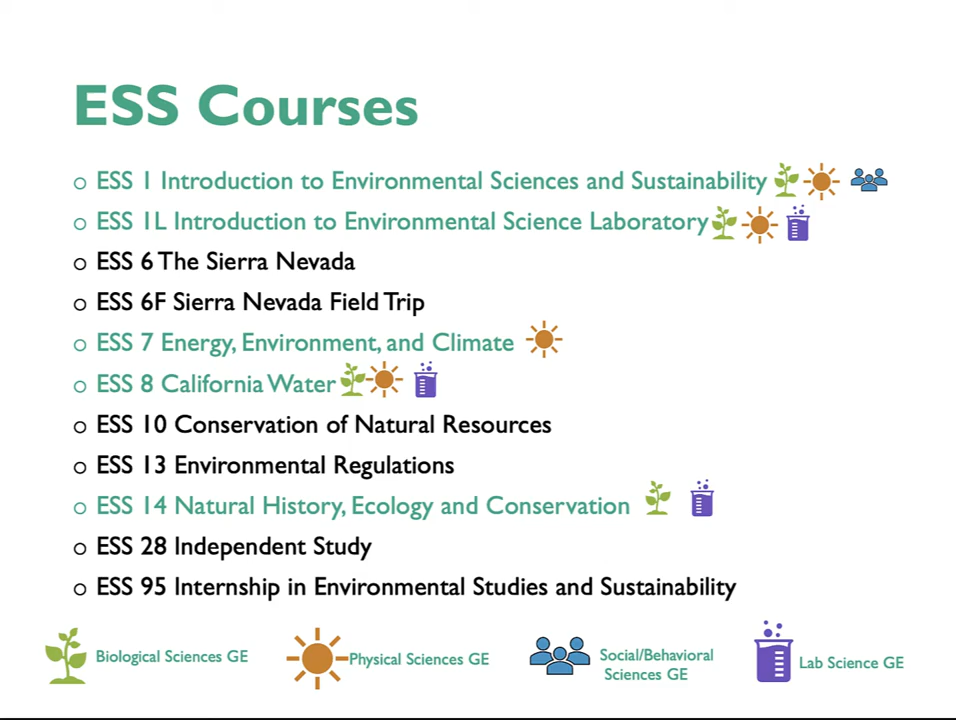 ESS Courses
ESS 1 Introduction to Environmental Sciences and Sustainability
ESS 1L Introduction to Environmental Science Laboratory
ESS 6 The Sierra Nevada
ESS 6F Sierra Nevada Field Trip
ESS 7 Energy, Environment, and Climate
ESS 8 California Water
ESS 10 Conservation of Natural Resources
ESS 13 Environmental Regulations
ESS 14 Natural History, Ecology and Conservation
ESS 28 Independent Study
ESS 95 Internship in Environmental Studies and Sustainability
Biological Sciences GE
Physical Sciences GE
Social/Behavioral
Sciences GE
Lab Science GE